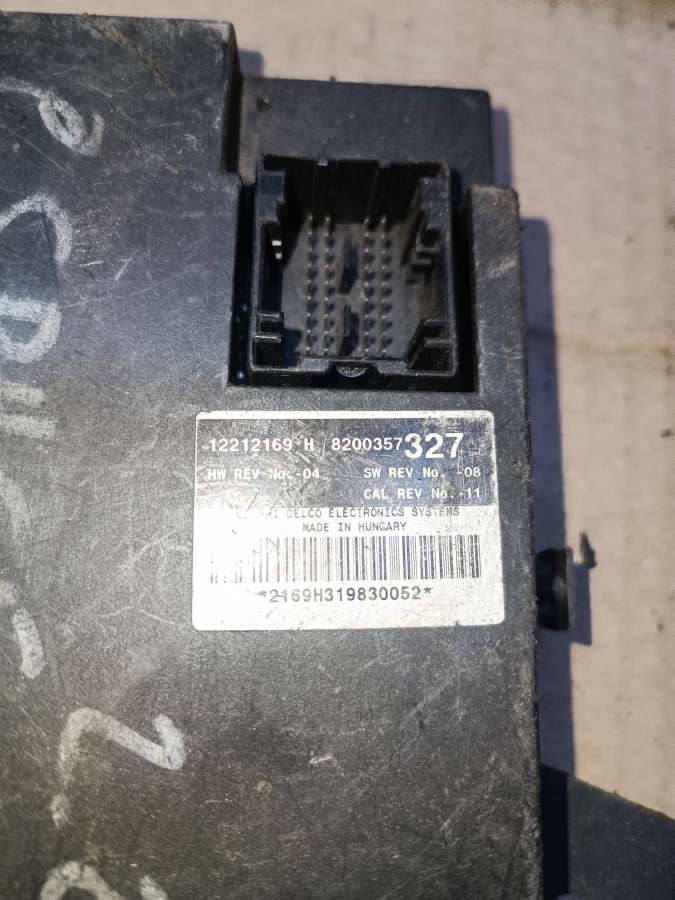 12212169 H 8200357327
HW REV No. -04 SW REV No. -08
CAL REV No. -11
DELCO ELECTRONICS SYSTEMS
MADE IN HUNGARY
*2169H319830052*
2